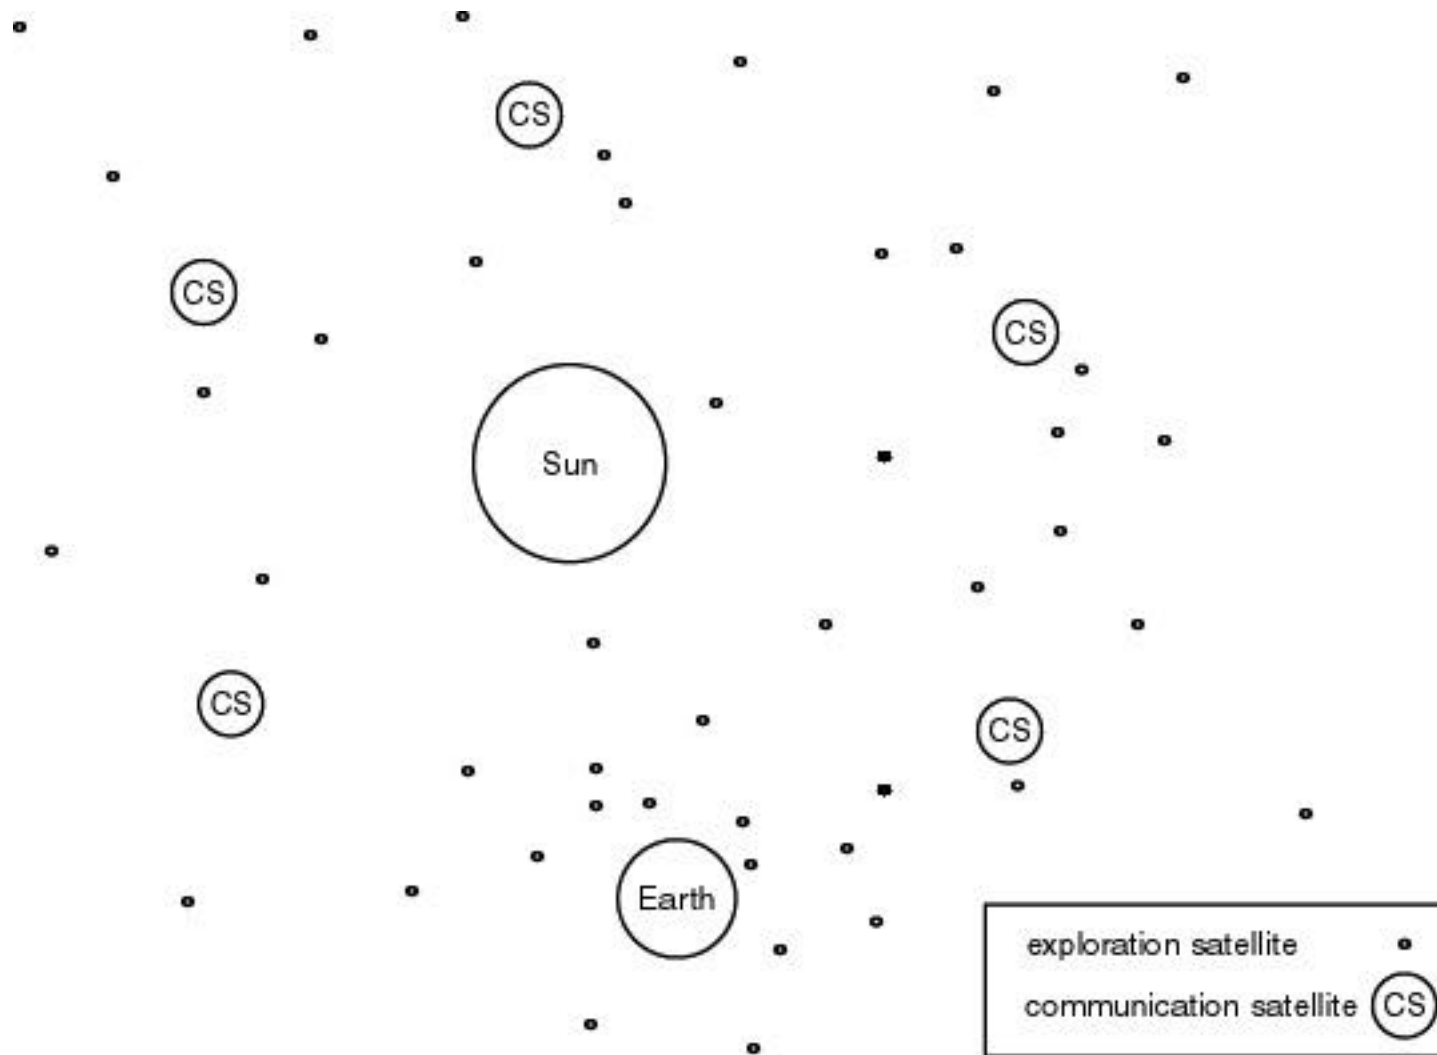 CS
CS
CS
Sun
CS
CS
Earth
exploration satellite
communication satellite CS